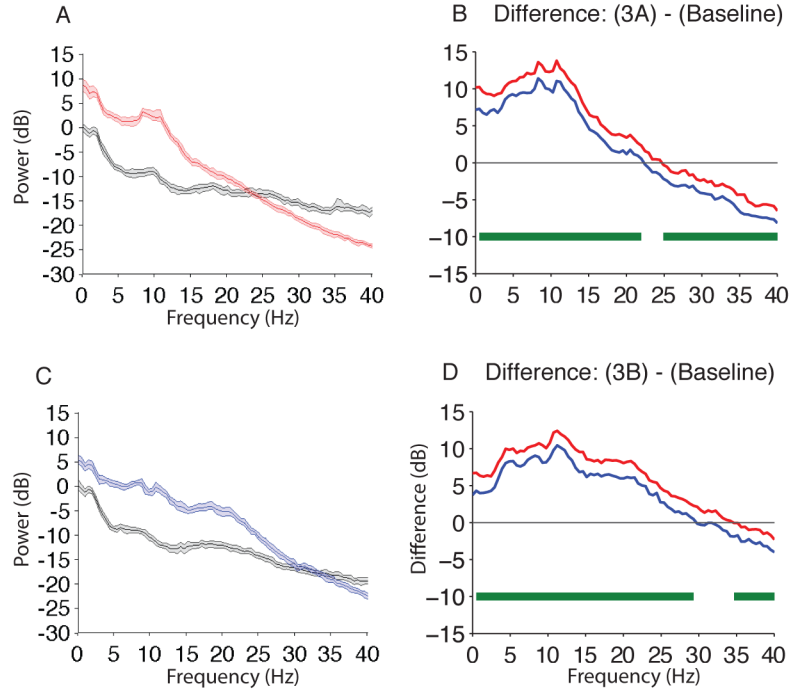 A
15
10
5
0
-5
-10
-15
-20
-25
-30
Power (dB)
0 5 10 15 20 25 30 35 40
Frequency (Hz)
B Difference: (3A) - (Baseline)
15
10
5
0
−5
−10
−15
0 5 10 15 20 25 30 35 40
Frequency (Hz)
C
15
10
5
0
-5
-10
-15
-20
-25
-30
Power (dB)
0 5 10 15 20 25 30 35 40
Frequency (Hz)
D Difference: (3B) - (Baseline)
15
10
5
0
−5
−10
−15
Difference (dB)
0 5 10 15 20 25 30 35 40
Frequency (Hz)